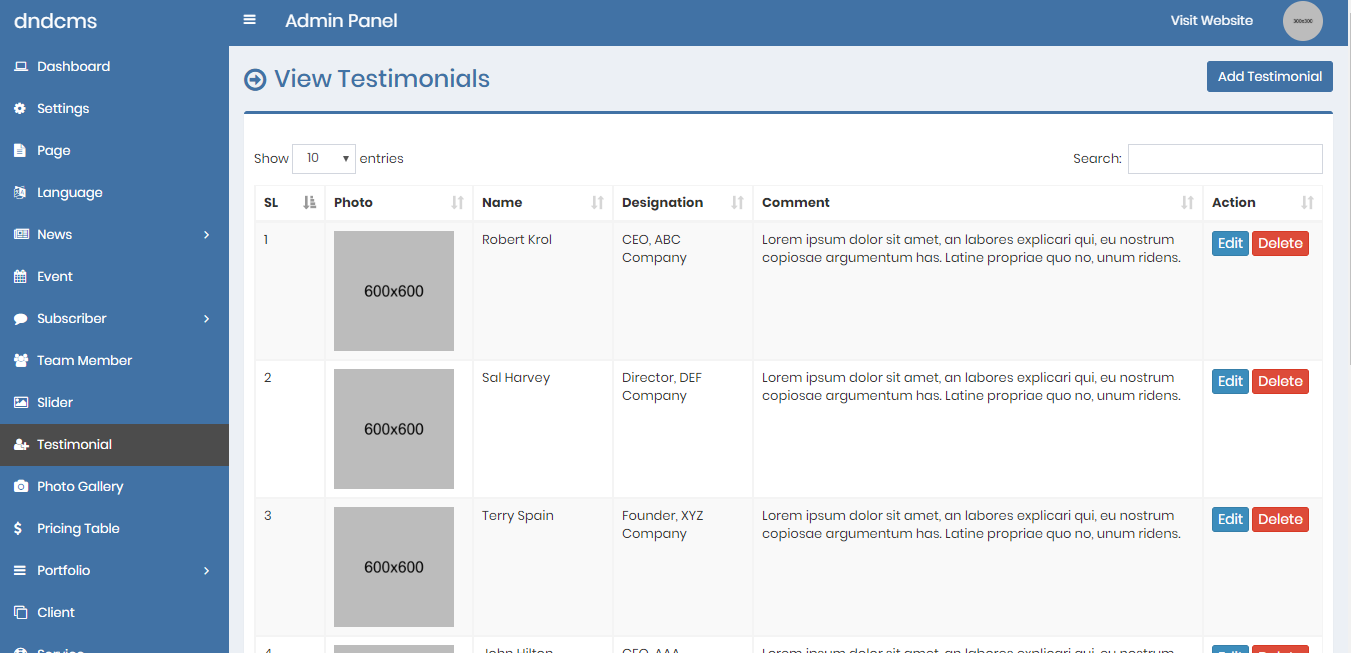 dndcms
Admin Panel
Visit Website
300x300
Dashboard
Settings
Page
Language
News
Event
Subscriber
Team Member
Slider
Testimonial
Photo Gallery
Pricing Table
Portfolio
Client
Service
View Testimonials
Add Testimonial
Show 10 entries
Search:
SL Photo Name Designation Comment Action
1 600x600 Robert Krol CEO, ABC Lorem ipsum dolor sit amet, an labores explicari qui, eu nostrum Edit Delete
Company copiosae argumentum has. Latine propriae quo no, unum ridens.
2 600x600 Sal Harvey Director, DEF Lorem ipsum dolor sit amet, an labores explicari qui, eu nostrum Edit Delete
Company copiosae argumentum has. Latine propriae quo no, unum ridens.
3 600x600 Terry Spain Founder, XYZ Lorem ipsum dolor sit amet, an labores explicari qui, eu nostrum Edit Delete
Company copiosae argumentum has. Latine propriae quo no, unum ridens.
4 John Hilton CEO, AAA Lorem ipsum dolor sit amet, an labores explicari qui, eu nostrum Edit Delete